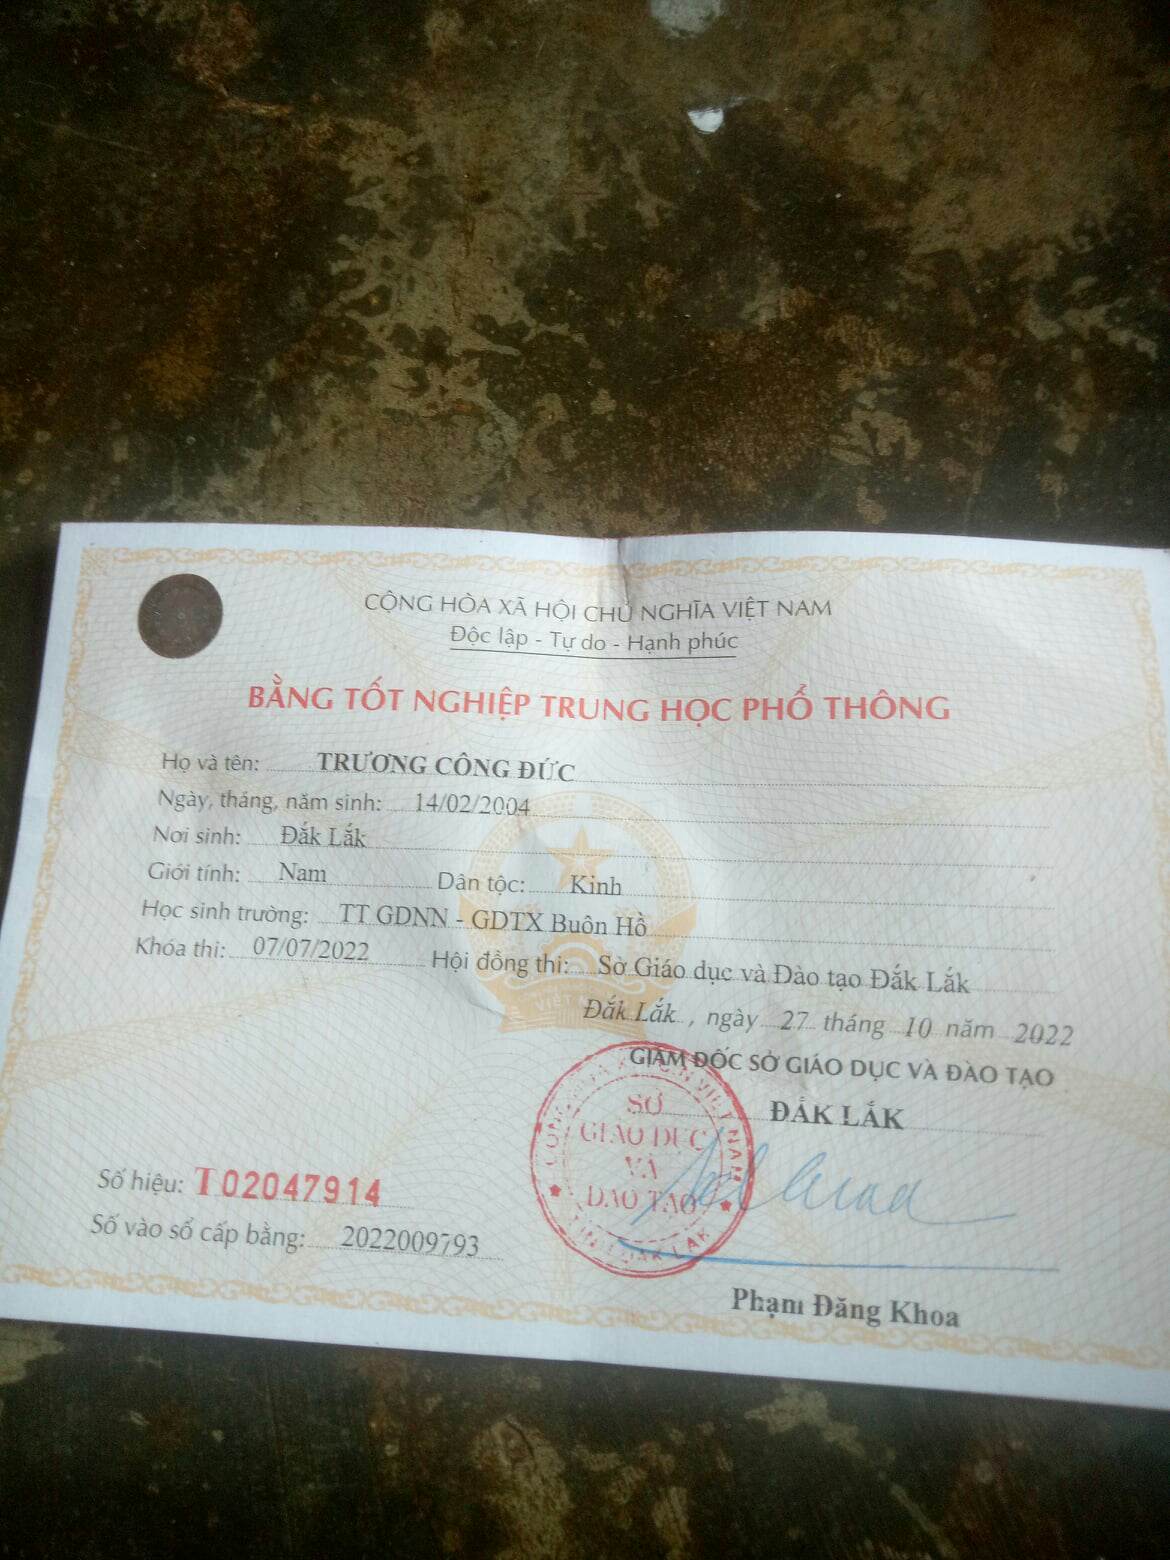 CỘNG HÒA XÃ HỘI CHỦ NGHĨA VIỆT NAM
Độc lập - Tự do - Hạnh phúc
BẰNG TỐT NGHIỆP TRUNG HỌC PHỔ THÔNG
Họ và tên: TRƯƠNG CÔNG ĐỨC
Ngày, tháng, năm sinh: 14/02/2004
Nơi sinh: Đắk Lắk
Giới tính: Nam Dân tộc: Kinh
Học sinh trường: TT GDNN - GDTX Buôn Hồ
Khóa thi: 07/07/2022 Hội đồng thi: Sở Giáo dục và Đào tạo Đắk Lắk
Đắk Lắk, ngày 27 tháng 10 năm 2022
GIÁM ĐỐC SỞ GIÁO DỤC VÀ ĐÀO TẠO
ĐẮK LẮK
SỞ
GIÁO DỤC
VÀ
ĐÀO TẠO
Số hiệu: T02047914
Số vào sổ cấp bằng: 2022009793
Phạm Đăng Khoa